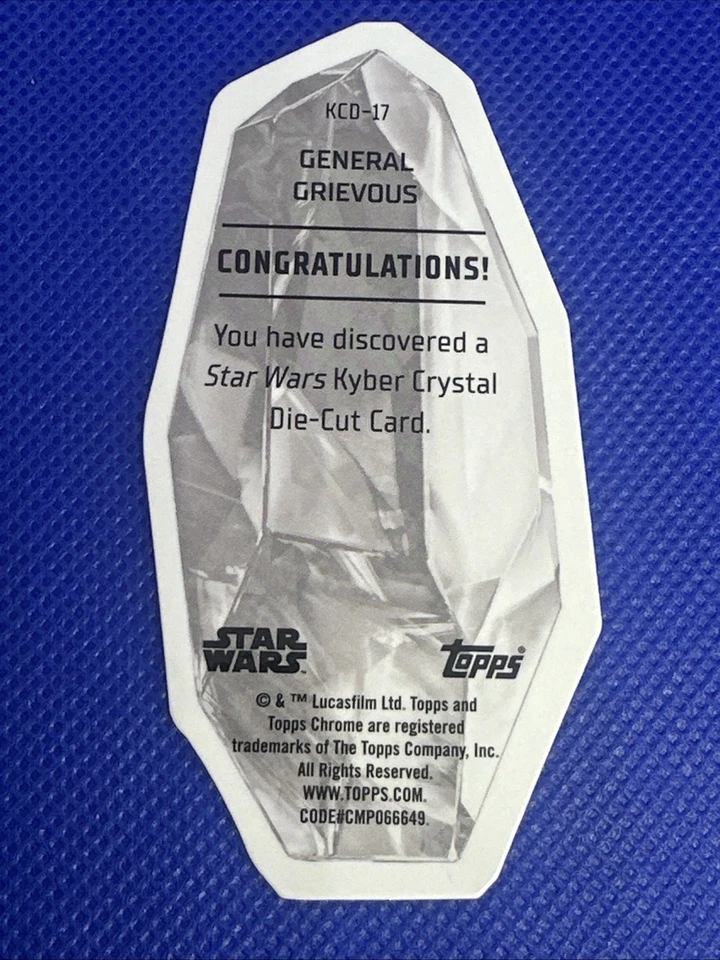 KCD-17
GENERAL
GRIEVOUS
CONGRATULATIONS!
You have discovered a
Star Wars Kyber Crystal
Die-Cut Card.
STAR
WARS™
TOPPS®
© & ™ Lucasfilm Ltd. Topps and
Topps Chrome are registered
trademarks of The Topps Company, Inc.
All Rights Reserved.
WWW.TOPPS.COM.
CODE#CMP066649.